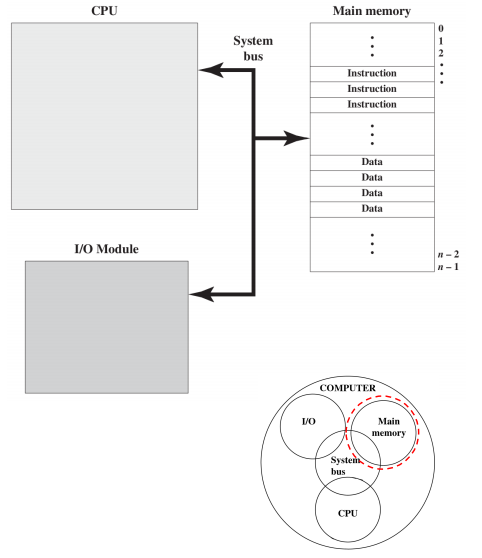 CPU
System
bus
Main memory
0
1
2
Instruction
Instruction
Instruction
Data
Data
Data
Data
n – 2
n – 1
I/O Module
COMPUTER
I/O
Main
memory
System
bus
CPU